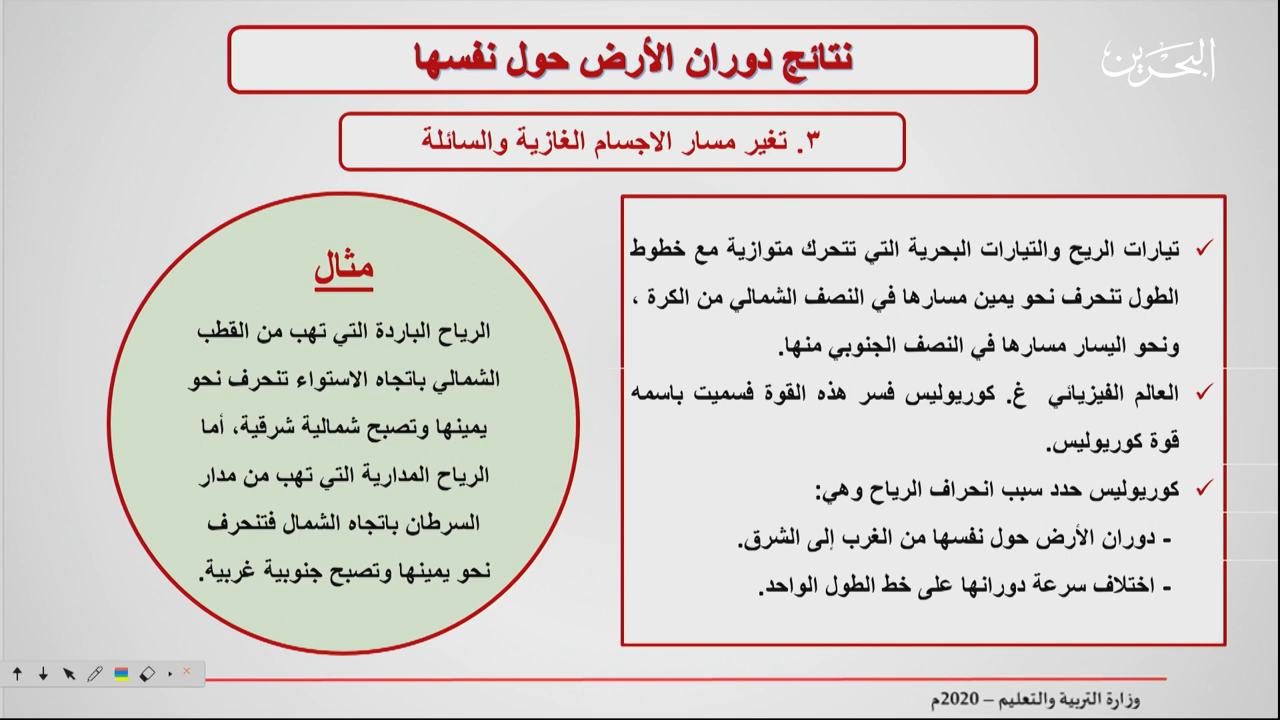 البحرين
نتائج دوران الأرض حول نفسها
٣. تغير مسار الاجسام الغازية والسائلة
تيارات الريح والتيارات البحرية التي تتحرك متوازية مع خطوط
الطول تنحرف نحو يمين مسارها في النصف الشمالي من الكرة ،
ونحو اليسار مسارها في النصف الجنوبي منها.
العالم الفيزيائي غ. كوريوليس فسر هذه القوة فسميت باسمه
قوة كوريوليس.
كوريوليس حدد سبب انحراف الرياح وهي:
- دوران الأرض حول نفسها من الغرب إلى الشرق.
- اختلاف سرعة دورانها على خط الطول الواحد.
مثال
الرياح الباردة التي تهب من القطب
الشمالي باتجاه الاستواء تنحرف نحو
يمينها وتصبح شمالية شرقية، أما
الرياح المدارية التي تهب من مدار
السرطان باتجاه الشمال فتنحرف
نحو يمينها وتصبح جنوبية غربية.
وزارة التربية والتعليم – 2020م